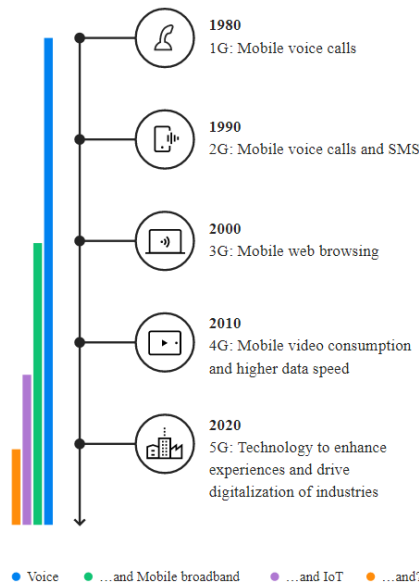 1980
1G: Mobile voice calls
1990
2G: Mobile voice calls and SMS
2000
3G: Mobile web browsing
2010
4G: Mobile video consumption
and higher data speed
2020
5G: Technology to enhance
experiences and drive
digitalization of industries
Voice ...and Mobile broadband ...and IoT ...and?